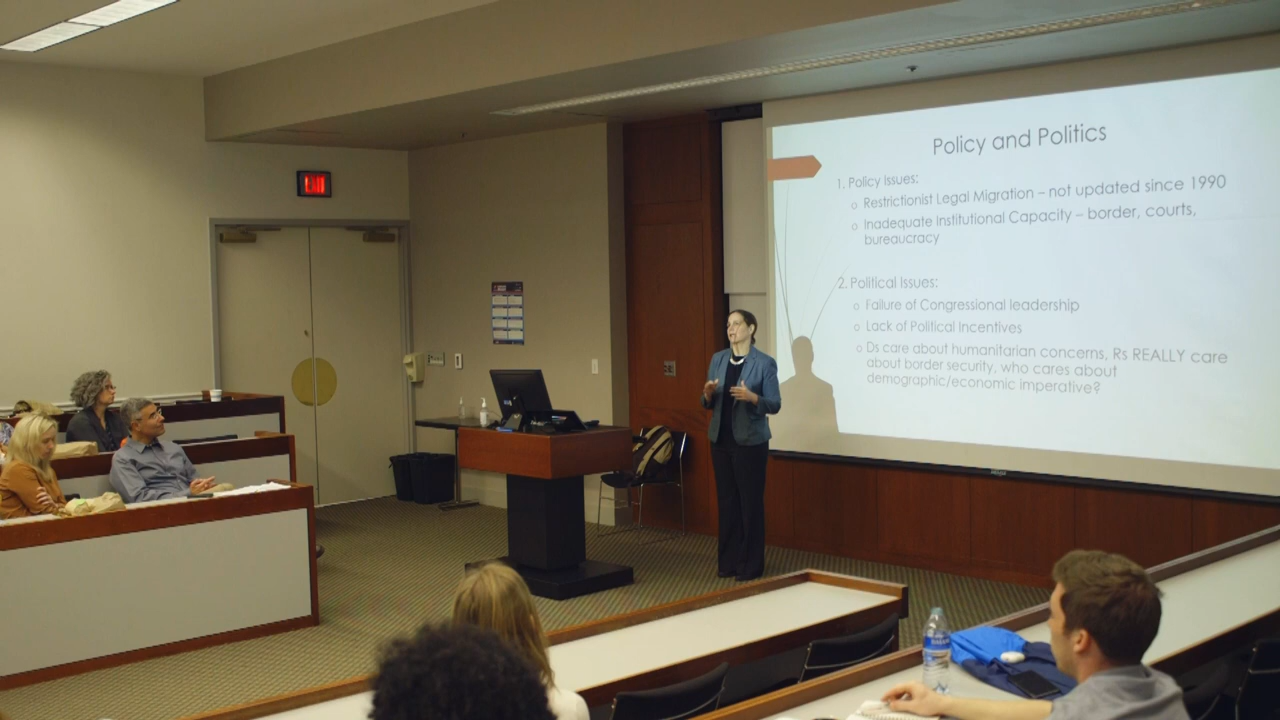 Policy and Politics
1. Policy Issues:
o Restrictionist Legal Migration – not updated since 1990
o Inadequate Institutional Capacity – border, courts,
bureaucracy
2. Political Issues:
o Failure of Congressional leadership
o Lack of Political Incentives
o Ds care about humanitarian concerns, Rs REALLY care
about border security, who cares about
demographic/economic imperative?
EXIT